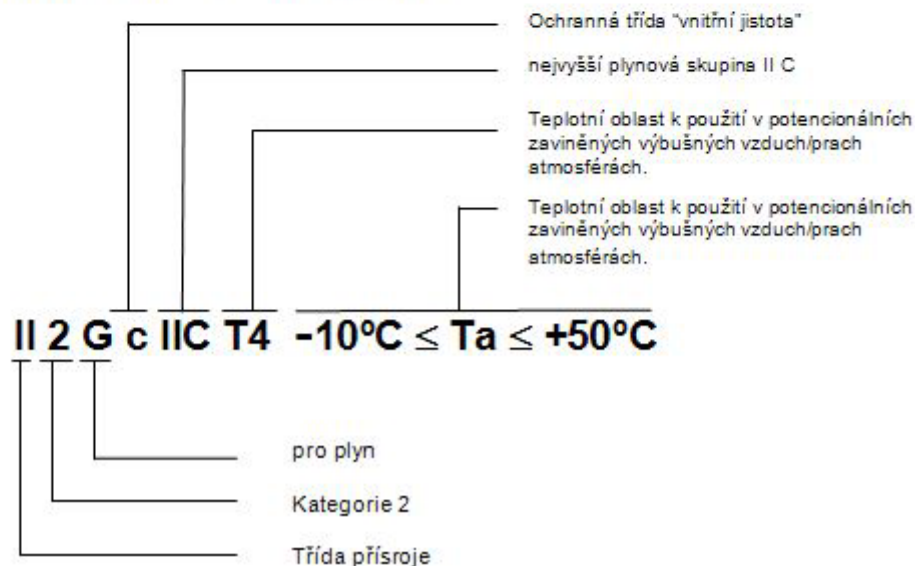 Ochranná třída "vnitřní jistota"
nejvyšší plynová skupina II C
Teplotní oblast k použití v potencionálních
zaviněných výbušných vzduch/prach
atmosférách.
Teplotní oblast k použití v potencionálních
zaviněných výbušných vzduch/prach
atmosférách.
II 2 G c IIC T4 -10ºC ≤ Ta ≤ +50ºC
pro plyn
Kategorie 2
Třída přísroje